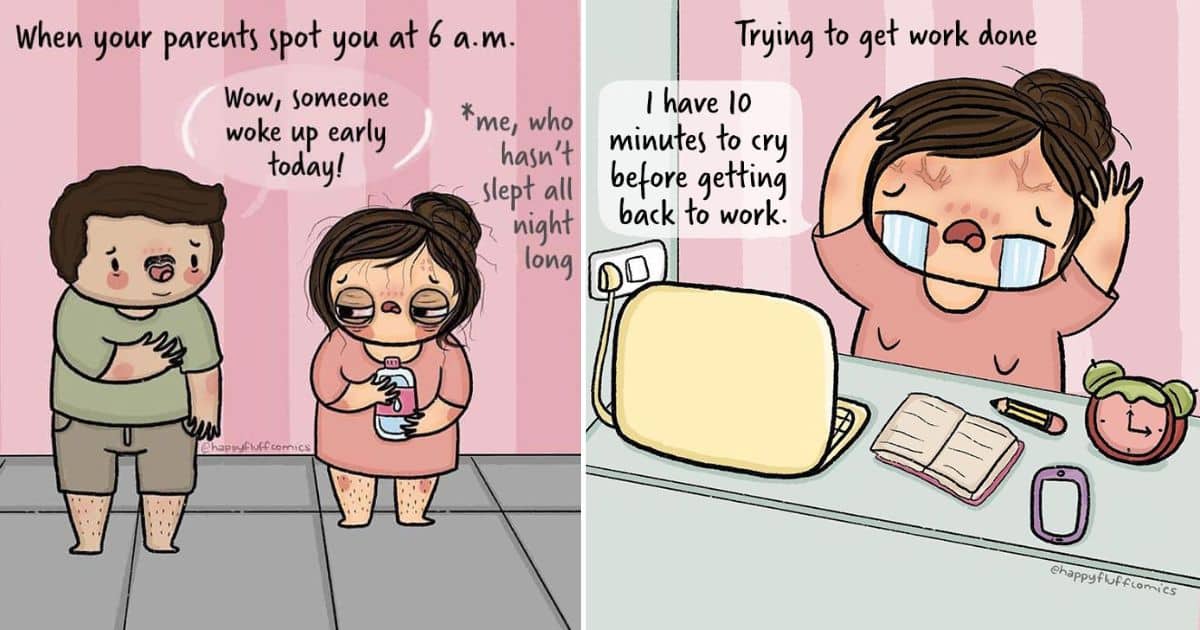 When your parents spot you at 6 a.m.
Wow, someone
woke up early
today!
*me, who
hasn't
slept all
night
long
@happyfluffcomics
Trying to get work done
I have 10
minutes to cry
before getting
back to work.
@happyfluffcomics